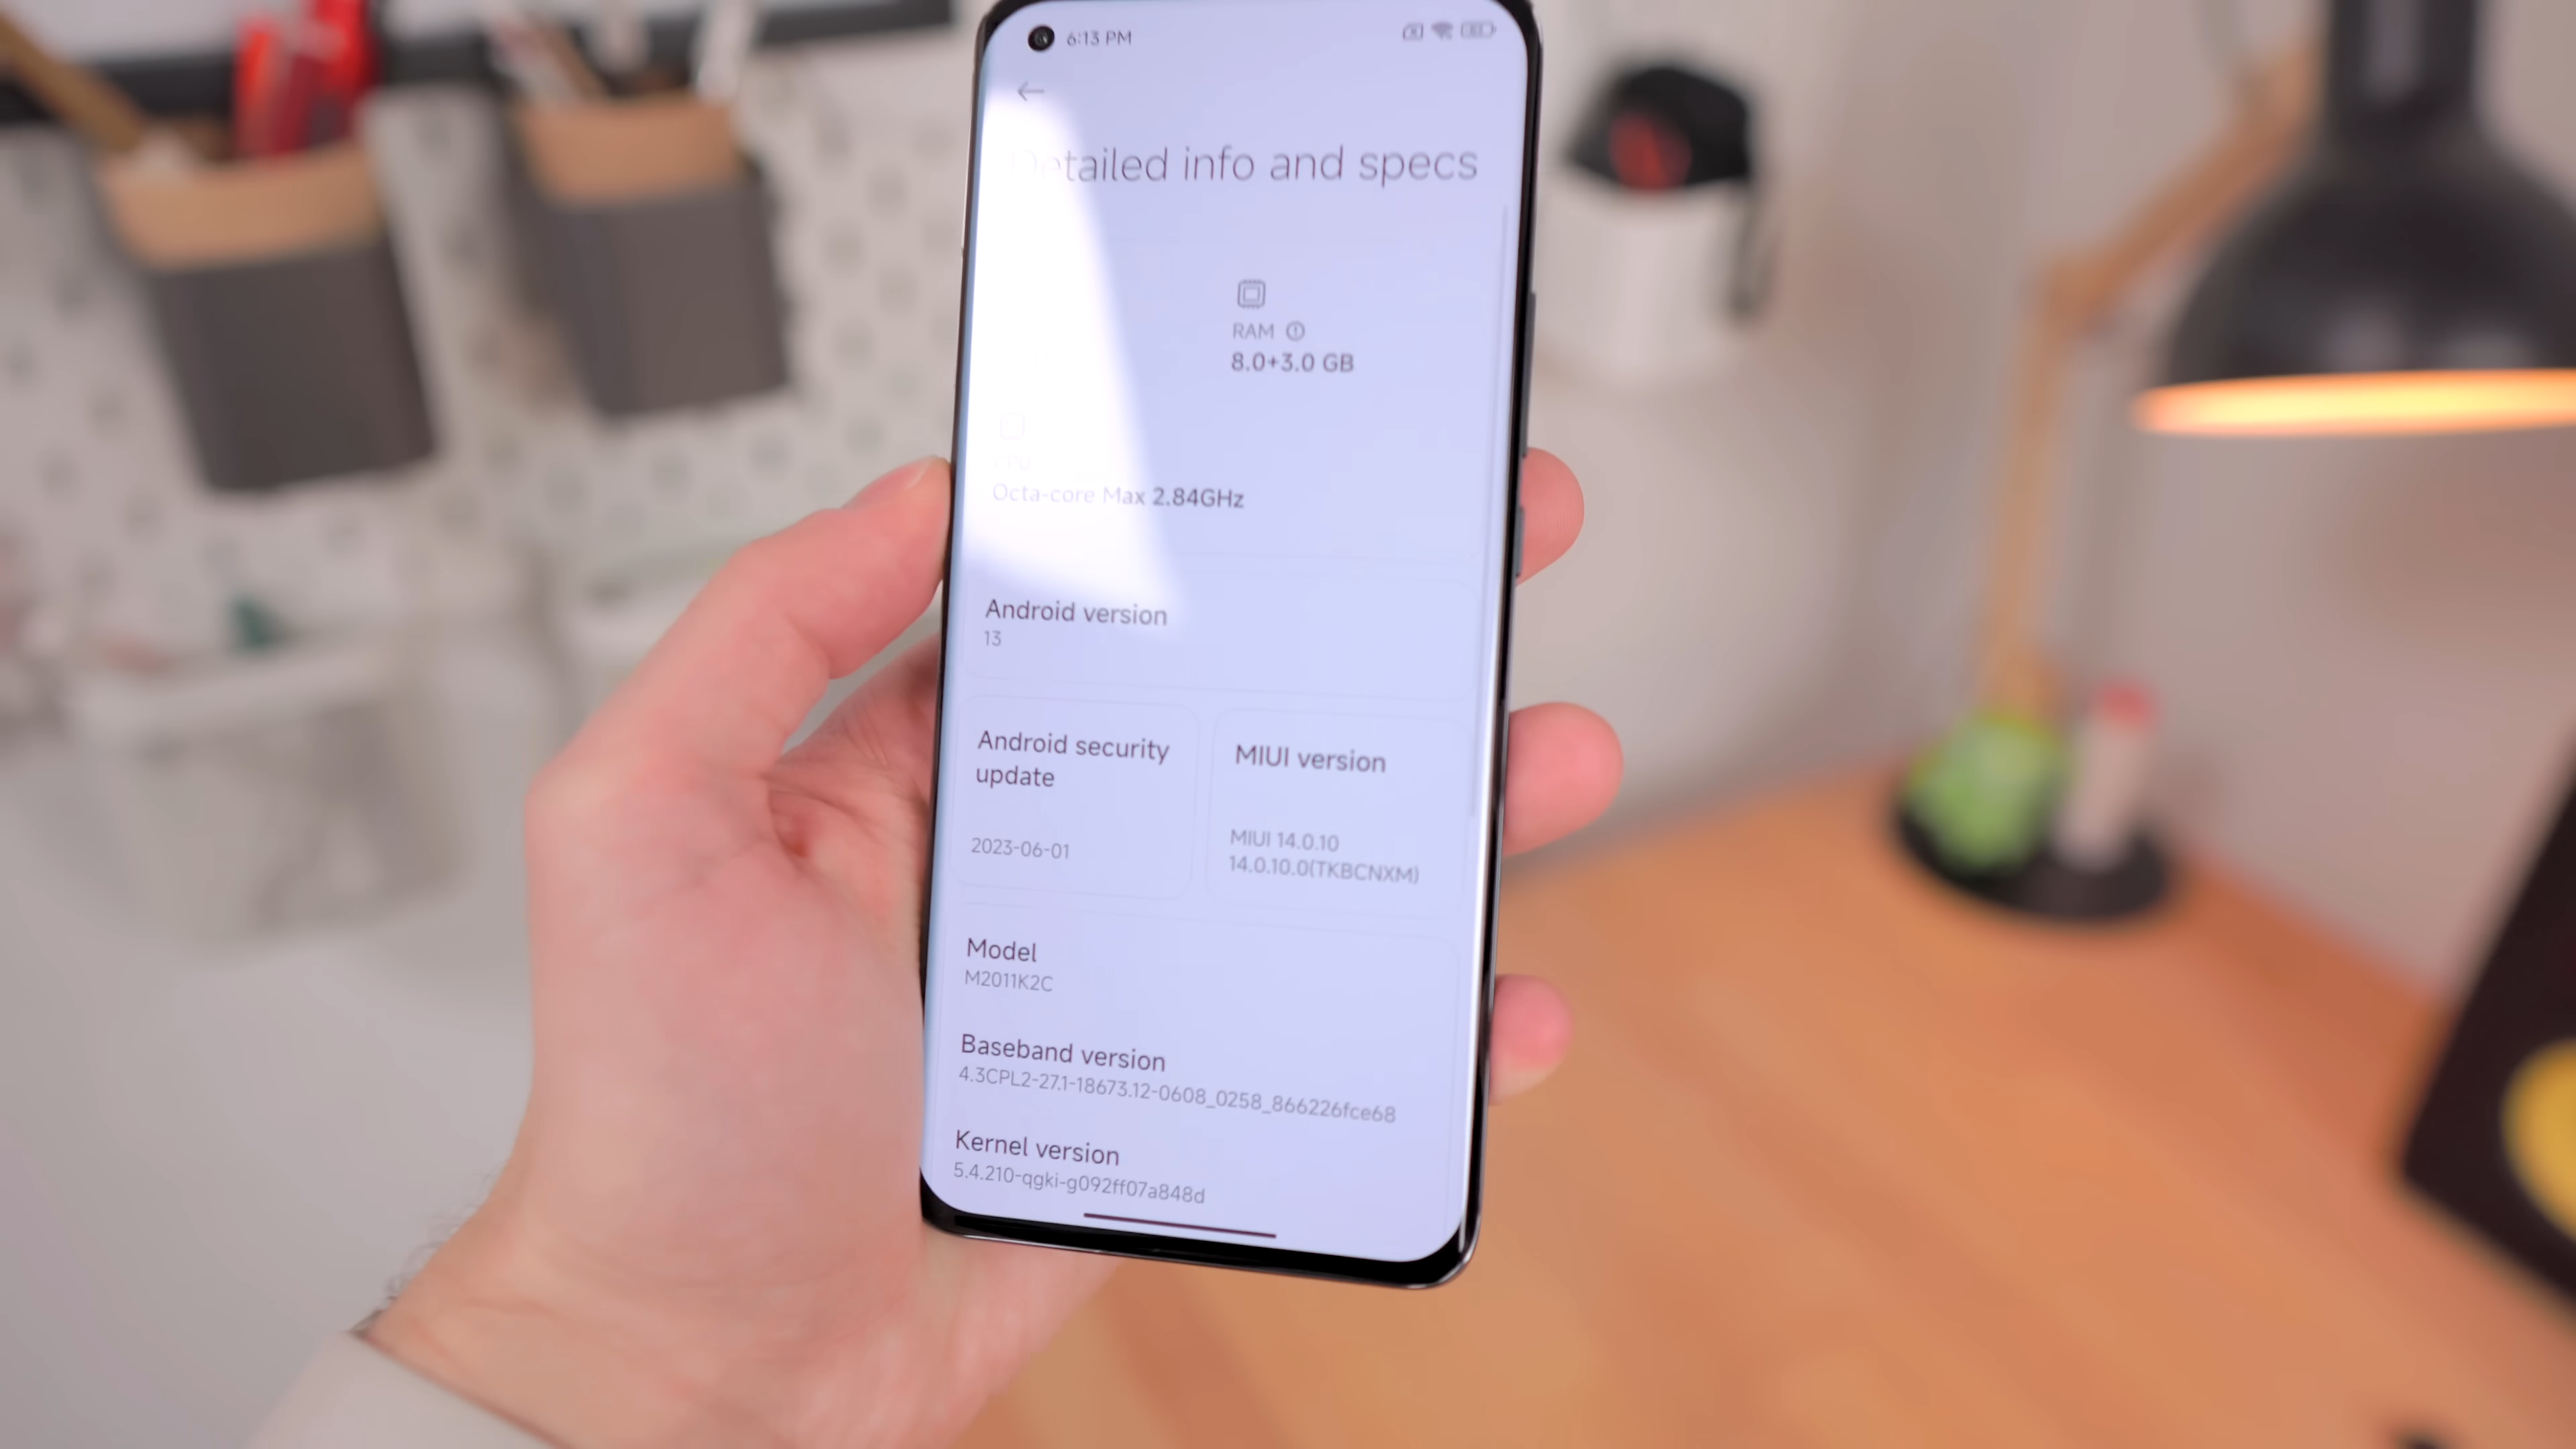 6:13 PM
Detailed info and specs
RAM
8.0+3.0 GB
CPU
Octa-core Max 2.84GHz
Android version
13
Android security
update
2023-06-01
MIUI version
MIUI 14.0.10
14.0.10.0(TKBCNXM)
Model
M2011K2C
Baseband version
4.3CPL2-27.1-18673.12-0608_0258_866226fce68
Kernel version
5.4.210-qgki-g092ff07a848d